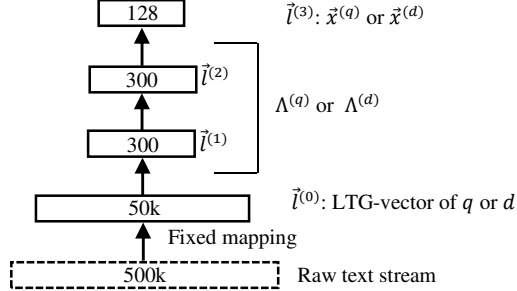 128 l⃗⁽³⁾: x⃗⁽q⁾ or x⃗⁽d⁾
300 l⃗⁽²⁾
Λ⁽q⁾ or Λ⁽d⁾
300 l⃗⁽¹⁾
50k l⃗⁽⁰⁾: LTG-vector of q or d
Fixed mapping
500k Raw text stream